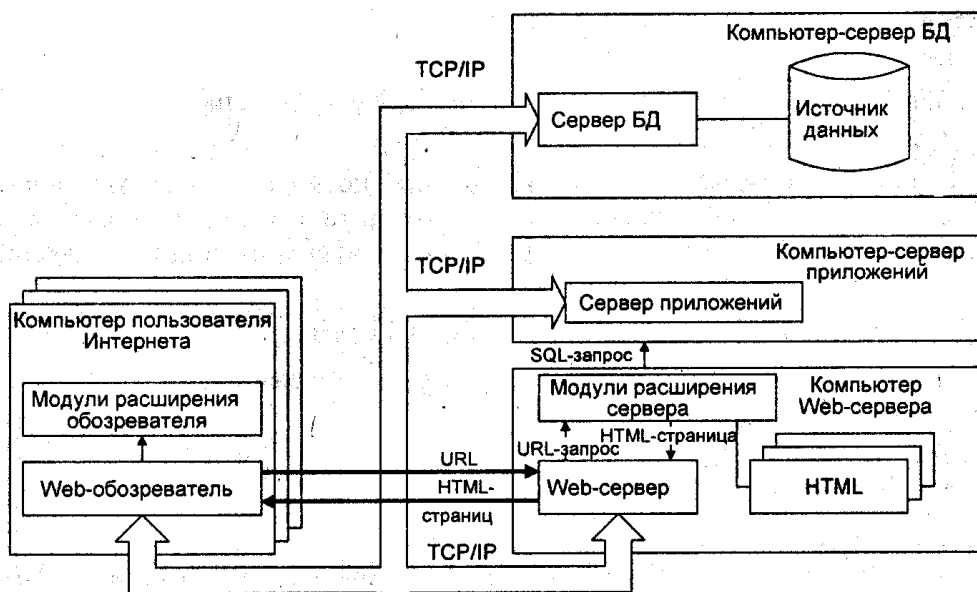 Компьютер-сервер БД
TCP/IP
Сервер БД
Источник
данных
TCP/IP
Компьютер-сервер
приложений
Сервер приложений
Компьютер пользователя
Интернета
SQL-запрос
Модули расширения
сервера
Компьютер
Web-сервера
Модули расширения
обозревателя
HTML-страница
URL-запрос
URL
Web-обозреватель
HTML-
страниц
Web-сервер
HTML
TCP/IP